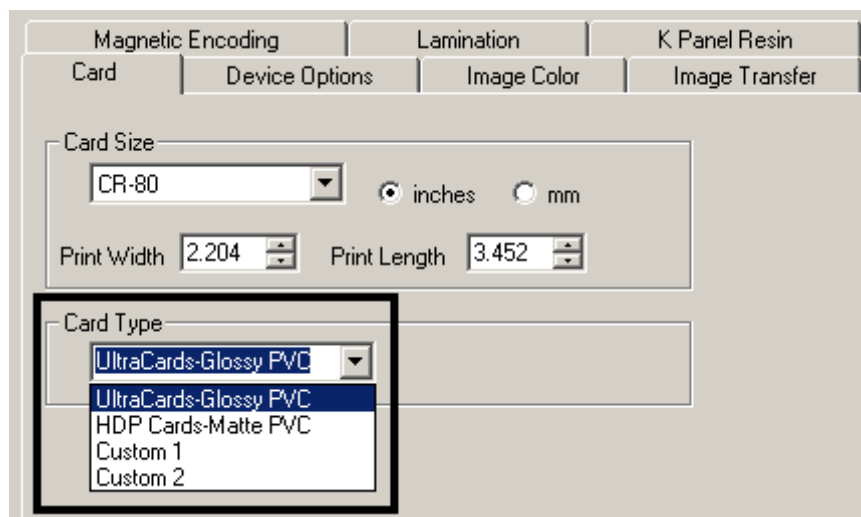 Magnetic Encoding Lamination K Panel Resin
Card Device Options Image Color Image Transfer
Card Size
CR-80 inches mm
Print Width 2.204 Print Length 3.452
Card Type
UltraCards-Glossy PVC
UltraCards-Glossy PVC
HDP Cards-Matte PVC
Custom 1
Custom 2